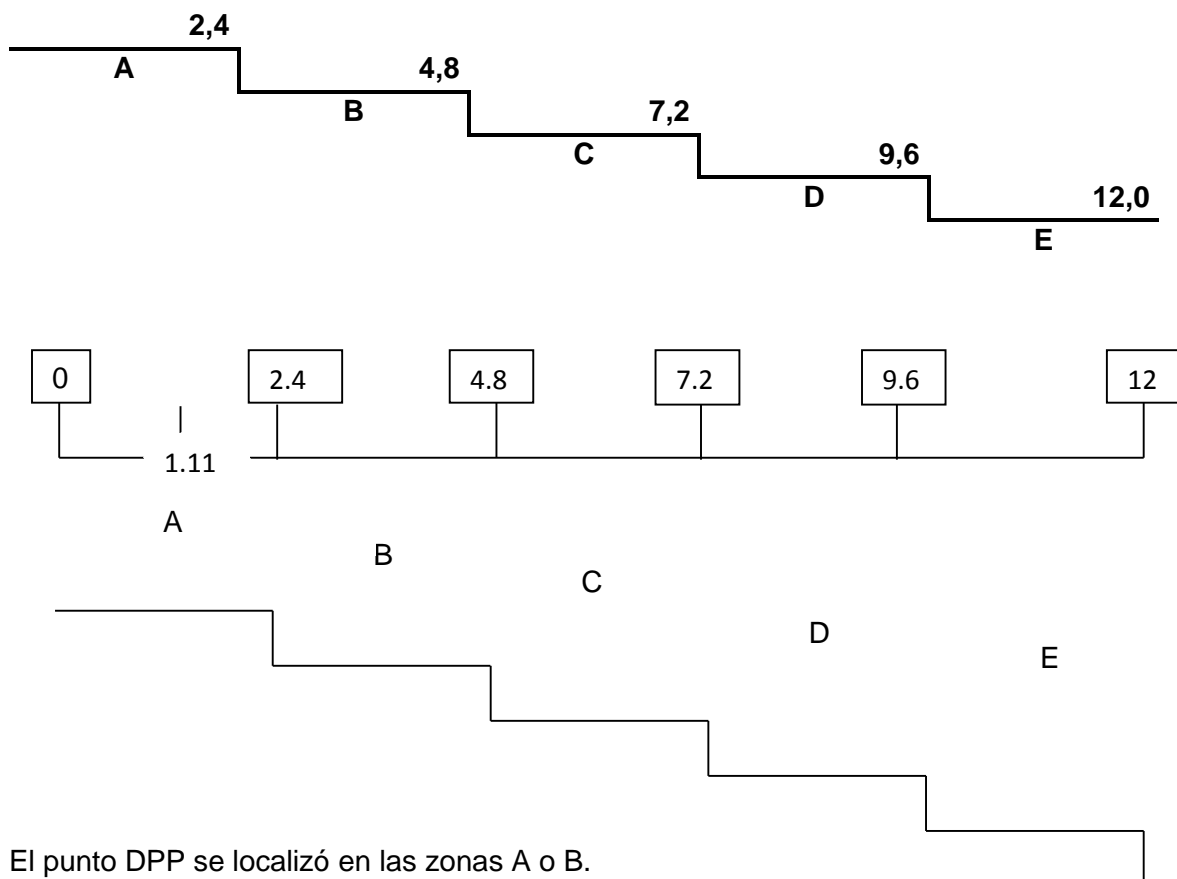 2,4
A
4,8
B
7,2
C
9,6
D
12,0
E
0 2.4 4.8 7.2 9.6 12
1.11
A
B
C
D
E
El punto DPP se localizó en las zonas A o B.